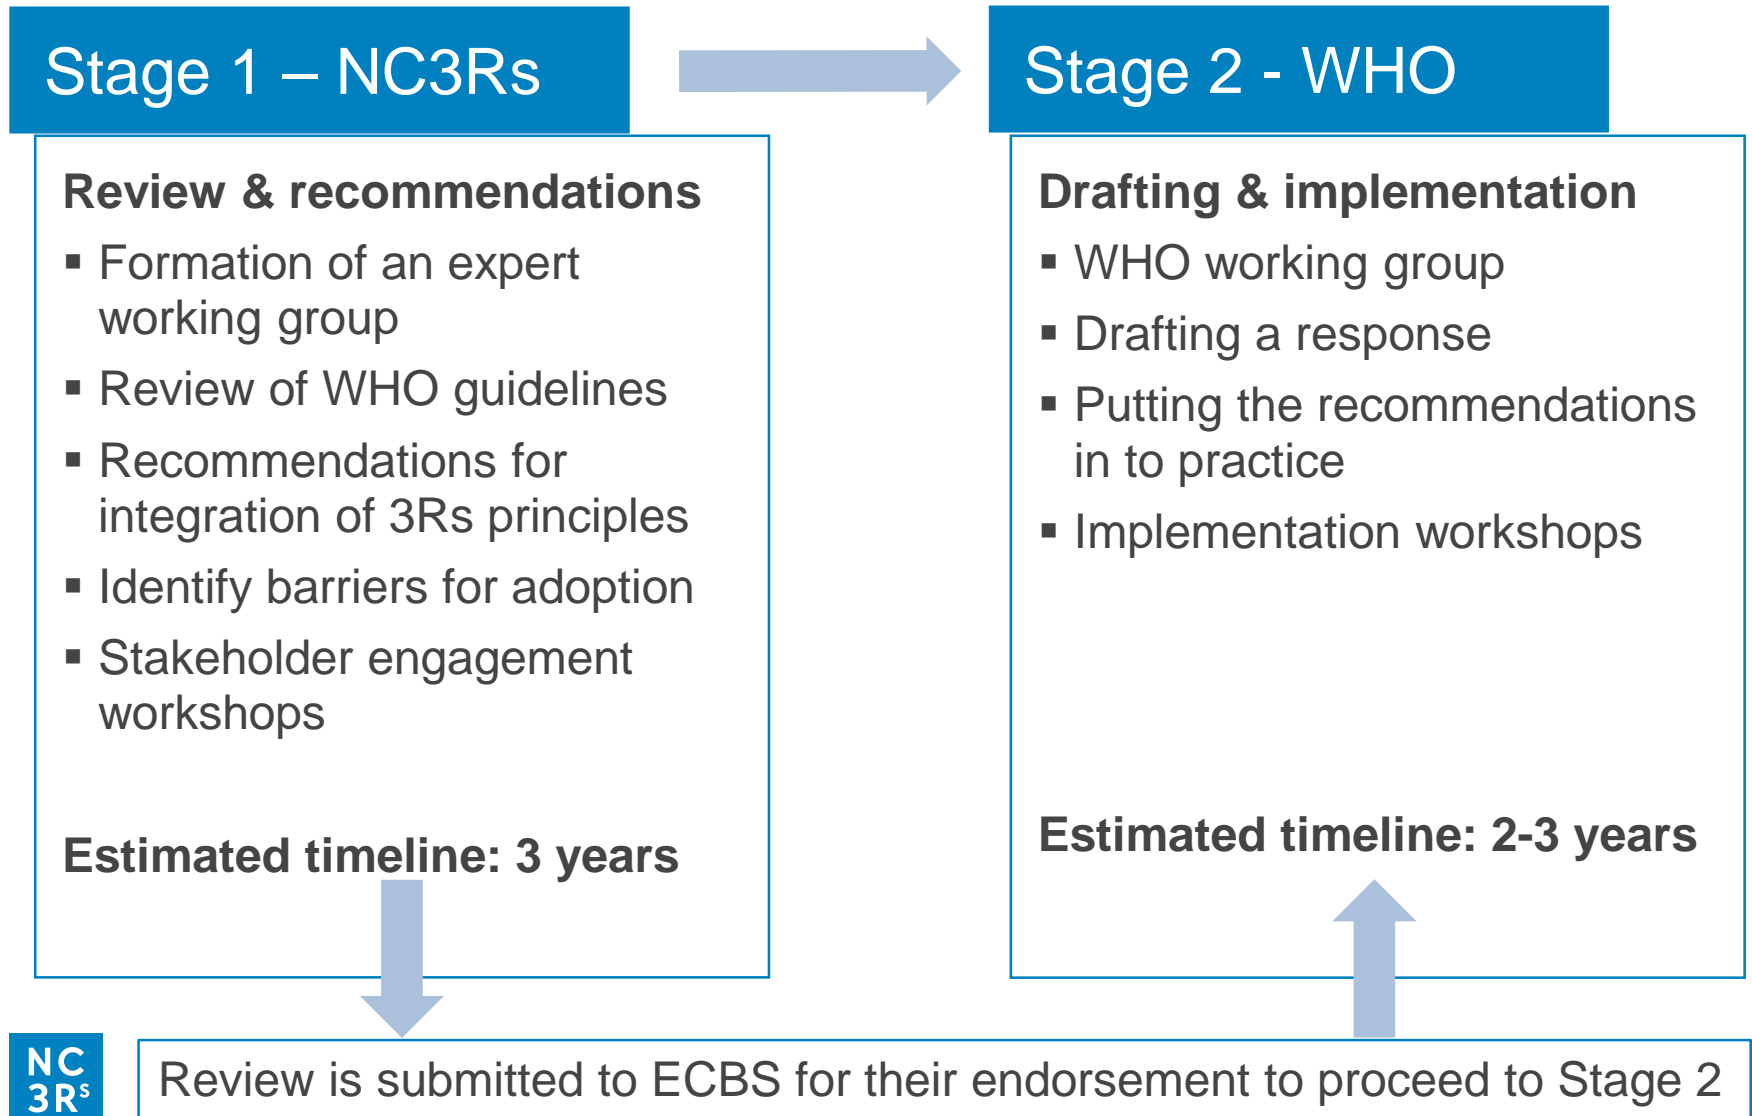 Stage 1 – NC3Rs
Review & recommendations
▪ Formation of an expert
working group
▪ Review of WHO guidelines
▪ Recommendations for
integration of 3Rs principles
▪ Identify barriers for adoption
▪ Stakeholder engagement
workshops
Estimated timeline: 3 years
Stage 2 - WHO
Drafting & implementation
▪ WHO working group
▪ Drafting a response
▪ Putting the recommendations
in to practice
▪ Implementation workshops
Estimated timeline: 2-3 years
NC
3Rs
Review is submitted to ECBS for their endorsement to proceed to Stage 2